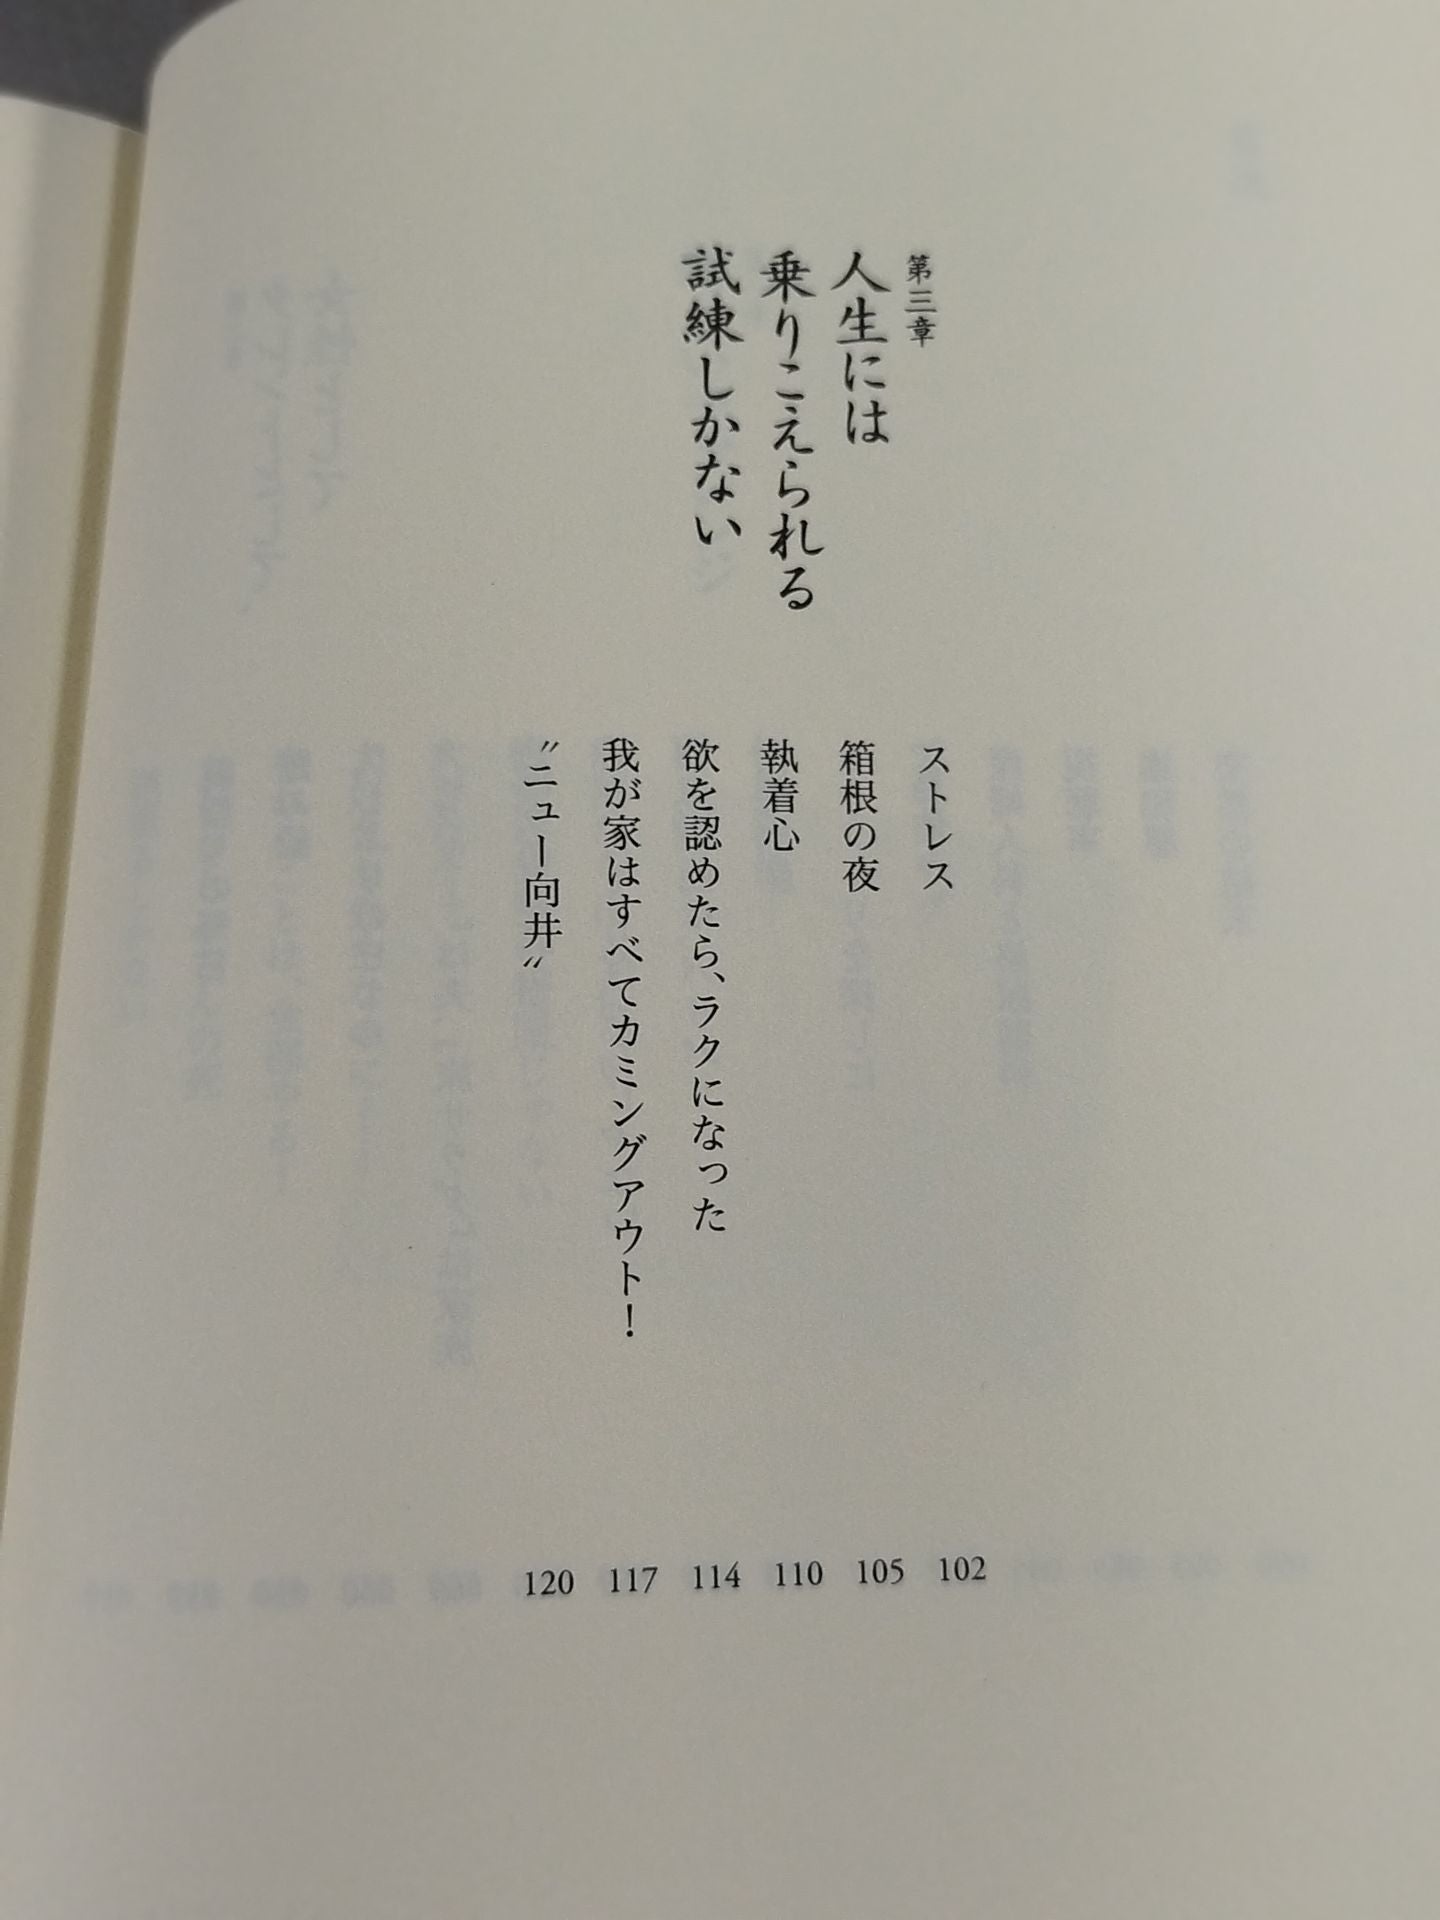 第三章
人生には
乗りこえられる
試練しかない
ストレス
102
箱根の夜
105
執着心
110
欲を認めたら、ラクになった
114
我が家はすべてカミングアウト！
117
〝ニュー向井〟
120